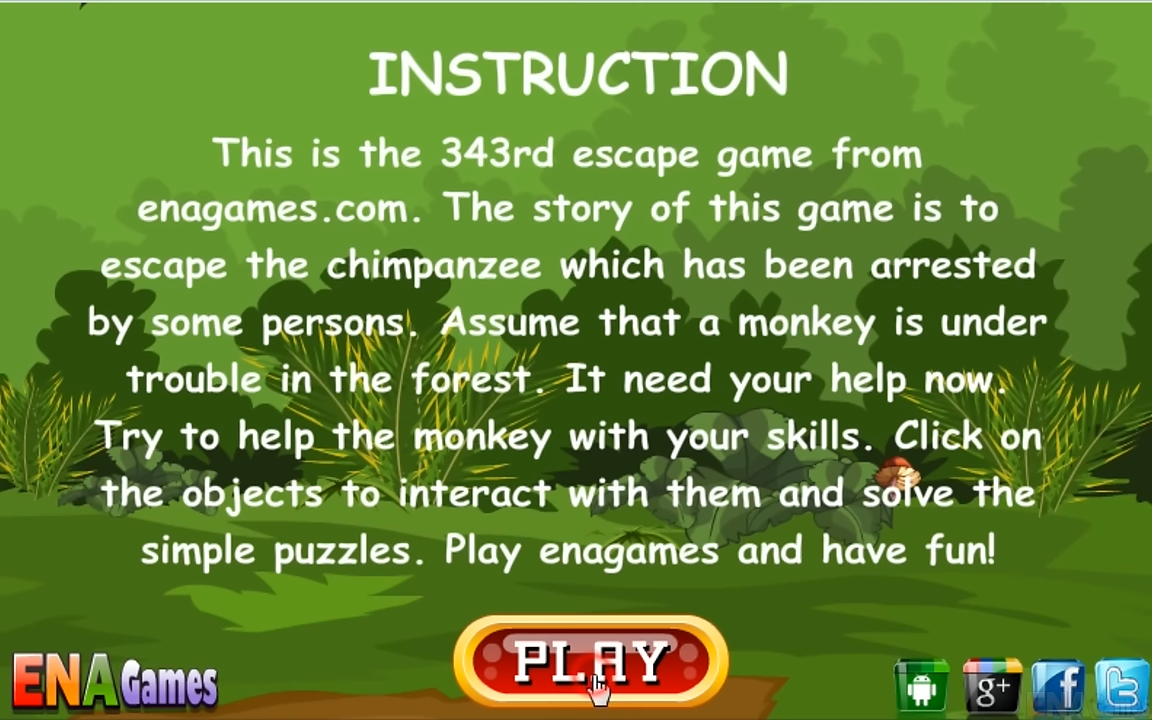 INSTRUCTION
This is the 343rd escape game from
enagames.com. The story of this game is to
escape the chimpanzee which has been arrested
by some persons. Assume that a monkey is under
trouble in the forest. It need your help now.
Try to help the monkey with your skills. Click on
the objects to interact with them and solve the
simple puzzles. Play enagames and have fun!
PLAY
ENA Games
g+
f
t